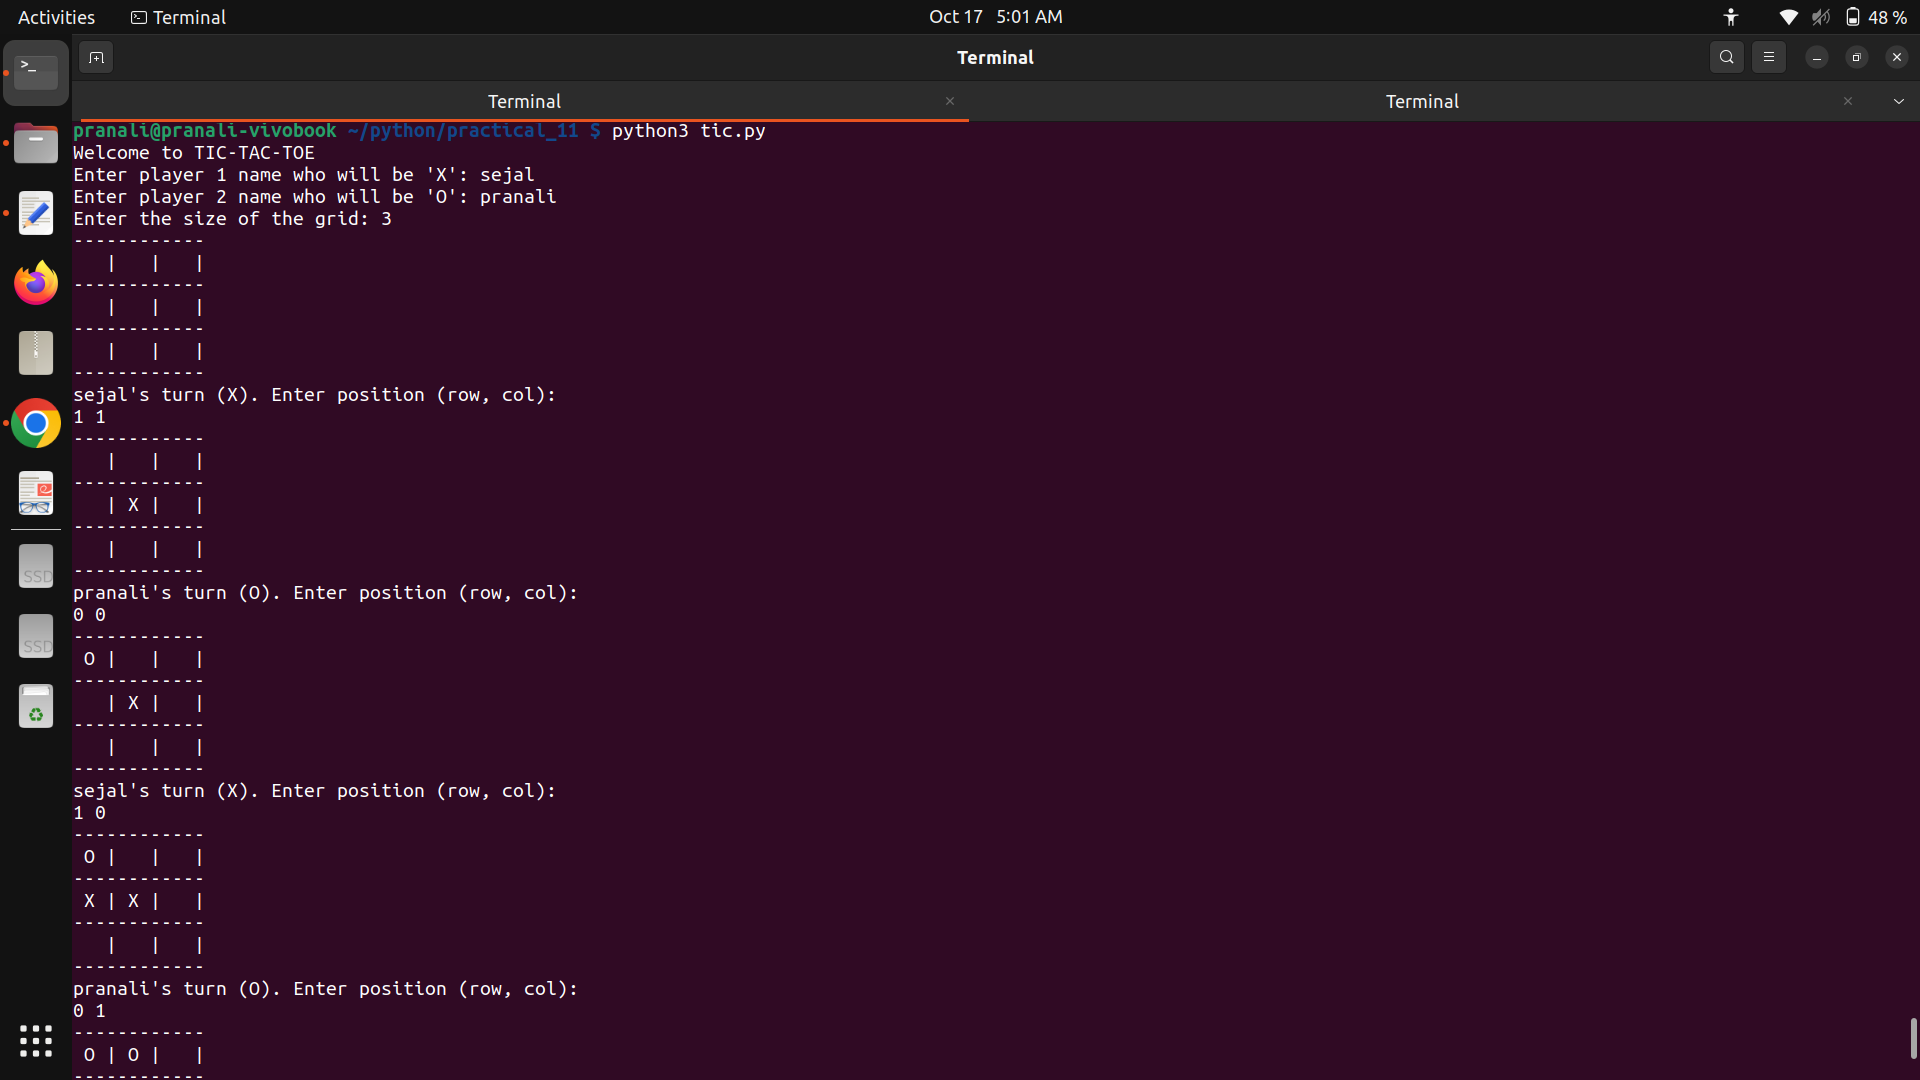 Activities
Terminal
Oct 17 5:01 AM
48 %
Terminal
Terminal
Terminal
pranali@pranali-vivobook ~/python/practical_11 $ python3 tic.py
Welcome to TIC-TAC-TOE
Enter player 1 name who will be 'X': sejal
Enter player 2 name who will be 'O': pranali
Enter the size of the grid: 3
------------
   |   |   |
------------
   |   |   |
------------
   |   |   |
------------
sejal's turn (X). Enter position (row, col):
1 1
------------
   |   |   |
------------
   | X |   |
------------
   |   |   |
------------
pranali's turn (O). Enter position (row, col):
0 0
------------
 O |   |   |
------------
   | X |   |
------------
   |   |   |
------------
sejal's turn (X). Enter position (row, col):
1 0
------------
 O |   |   |
------------
 X | X |   |
------------
   |   |   |
------------
pranali's turn (O). Enter position (row, col):
0 1
------------
 O | O |   |
------------
SSD
SSD